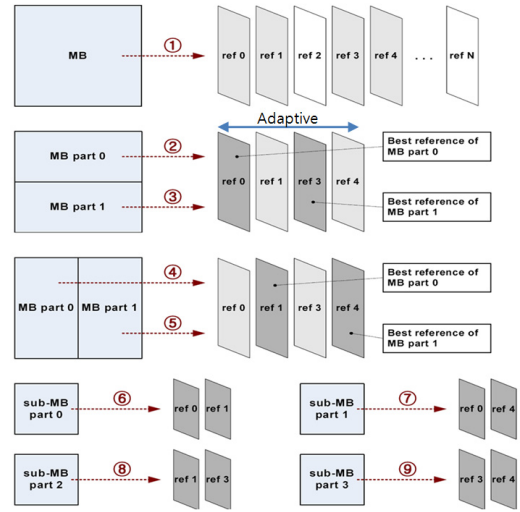 MB ① ref 0 ref 1 ref 2 ref 3 ref 4 . . . ref N
Adaptive
MB part 0 ②
MB part 1 ③
ref 0 ref 1 ref 3 ref 4
Best reference of
MB part 0
Best reference of
MB part 1
④
MB part 0 MB part 1
⑤
ref 0 ref 1 ref 3 ref 4
Best reference of
MB part 0
Best reference of
MB part 1
sub-MB
part 0
⑥ ref 0 ref 1
sub-MB
part 1
⑦ ref 0 ref 4
sub-MB
part 2
⑧ ref 1 ref 3
sub-MB
part 3
⑨ ref 3 ref 4